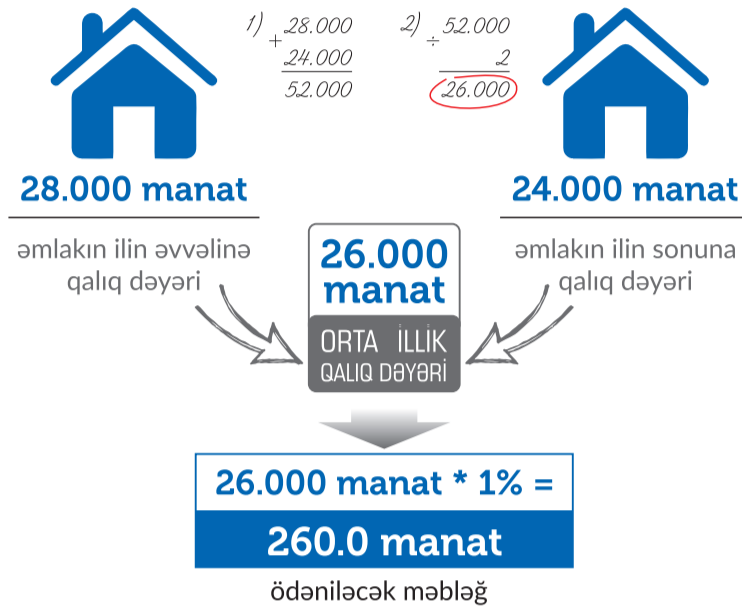 1) 28.000
+ 24.000
52.000
2) 52.000
÷ 2
26.000
28.000 manat
əmlakın ilin əvvəlinə
qalıq dəyəri
24.000 manat
əmlakın ilin sonuna
qalıq dəyəri
26.000
manat
ORTA İLLİK
QALIQ DƏYƏRİ
26.000 manat * 1% =
260.0 manat
ödəniləcək məbləğ